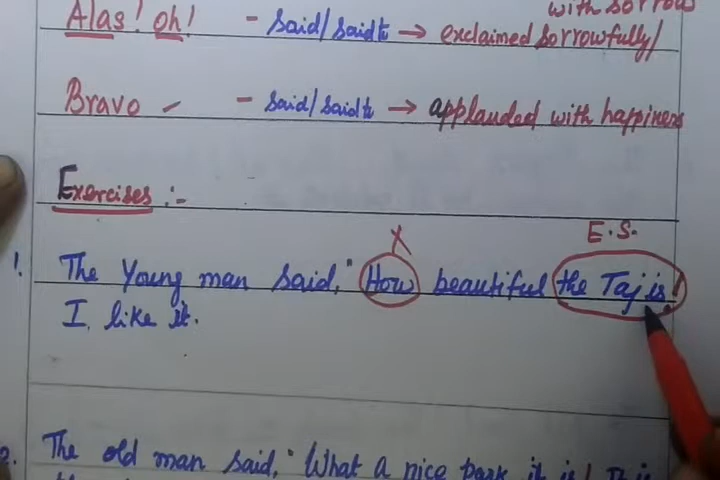 with sorrow
Alas! oh! - said/said to → exclaimed sorrowfully/
Bravo - said/said to → applauded with happiness
Exercises :-
X E.S.
1. The Young man said, "How beautiful the Taj is!
I like it.
2. The old man said, "What a nice park it is! It is